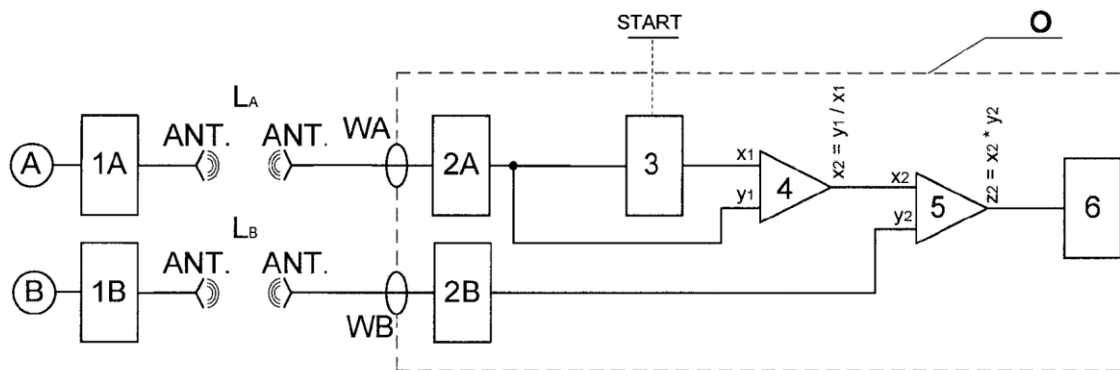 START
O
LA
ANT. ANT.
WA
A
1A
2A
3
x1
y1
4
x2 = y1 / x1
x2
y2
5
z2 = x2 * y2
6
LB
ANT. ANT.
WB
B
1B
2B